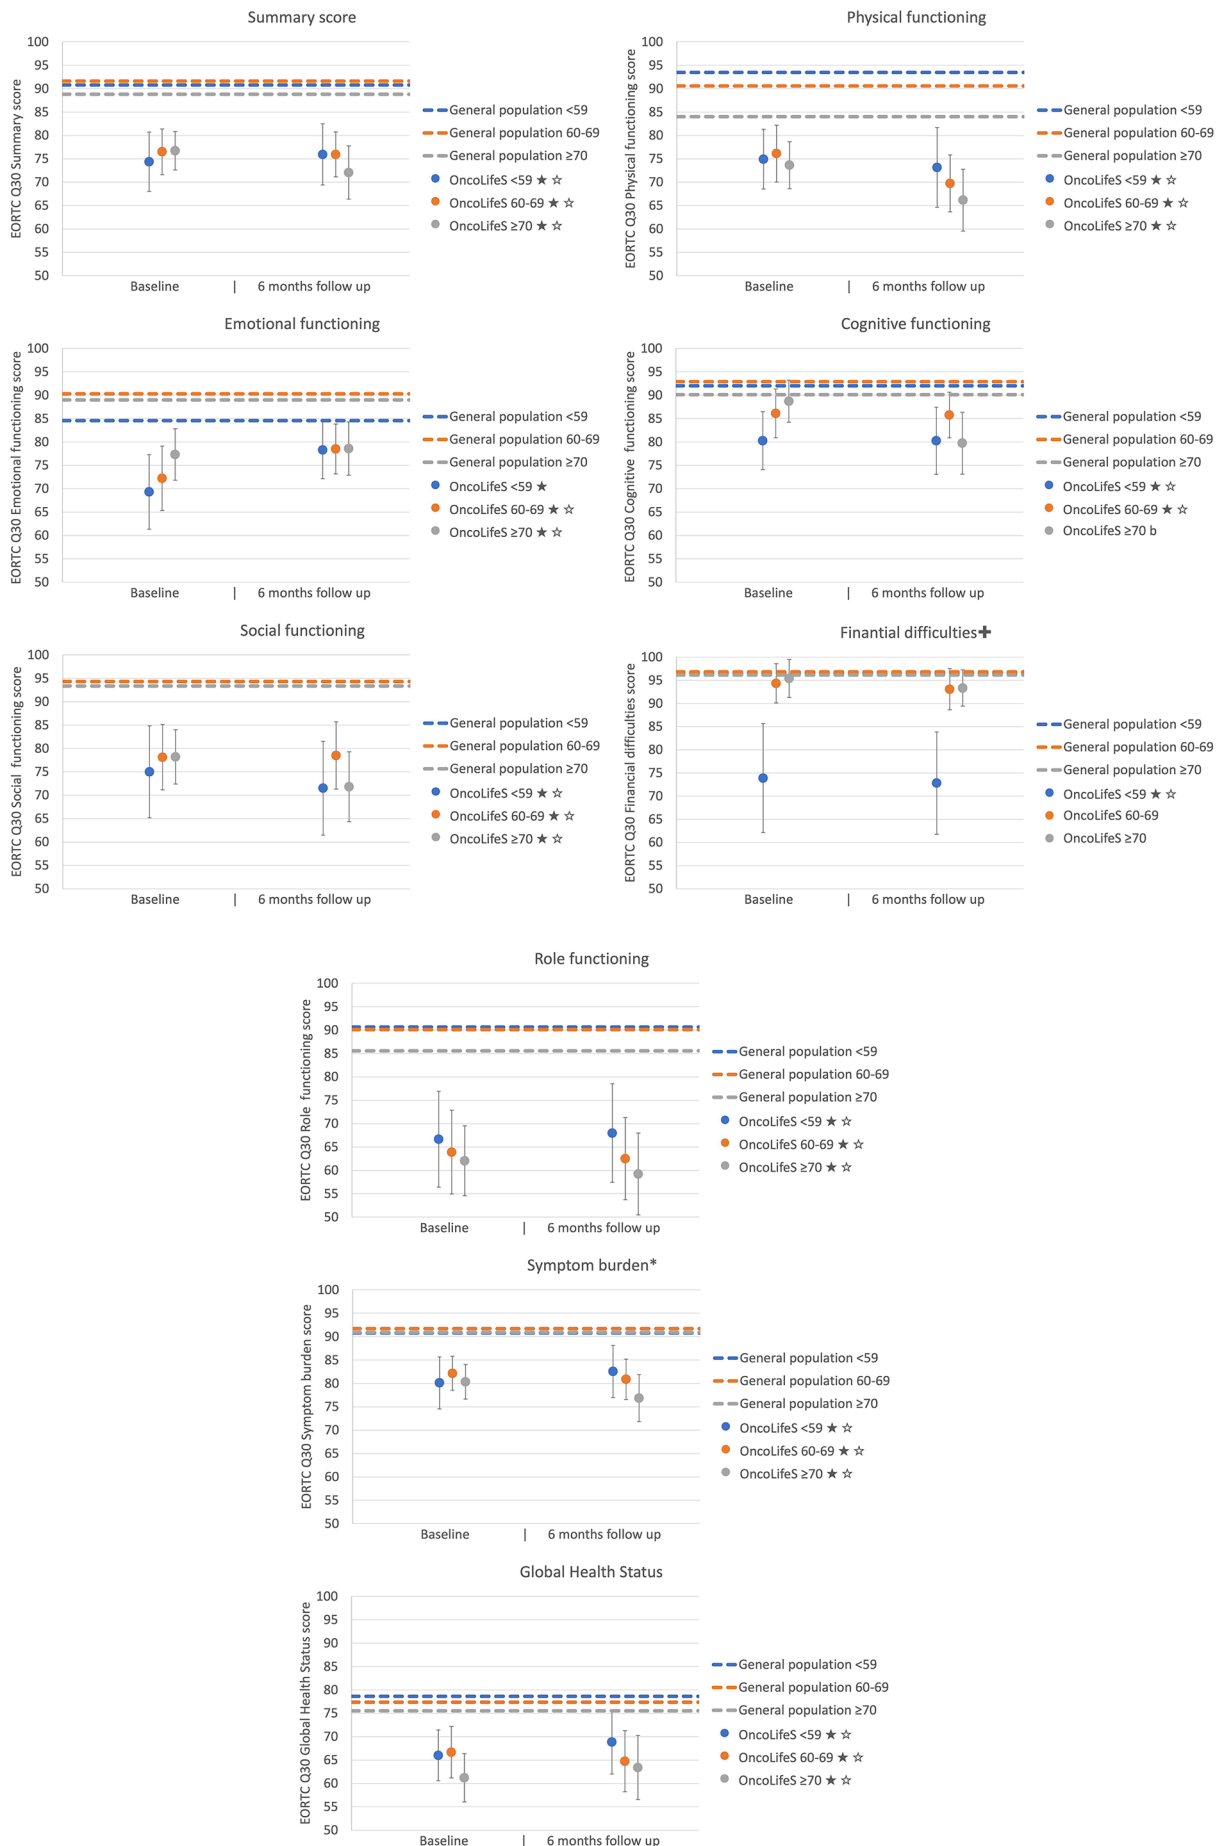 Summary score
EORTC Q30 Summary score
100
95
90
85
80
75
70
65
60
55
50
Baseline | 6 months follow up
General population <59
General population 60-69
General population ≥70
OncoLifeS <59 ★ ☆
OncoLifeS 60-69 ★ ☆
OncoLifeS ≥70 ★ ☆
Physical functioning
EORTC Q30 Physical functioning score
100
95
90
85
80
75
70
65
60
55
50
Baseline | 6 months follow up
General population <59
General population 60-69
General population ≥70
OncoLifeS <59 ★ ☆
OncoLifeS 60-69 ★ ☆
OncoLifeS ≥70 ★ ☆
Emotional functioning
EORTC Q30 Emotional functioning score
100
95
90
85
80
75
70
65
60
55
50
Baseline | 6 months follow up
General population <59
General population 60-69
General population ≥70
OncoLifeS <59 ★
OncoLifeS 60-69 ★ ☆
OncoLifeS ≥70 ★ ☆
Cognitive functioning
EORTC Q30 Cognitive functioning score
100
95
90
85
80
75
70
65
60
55
50
Baseline | 6 months follow up
General population <59
General population 60-69
General population ≥70
OncoLifeS <59 ★ ☆
OncoLifeS 60-69 ★ ☆
OncoLifeS ≥70 b
Social functioning
EORTC Q30 Social functioning score
100
95
90
85
80
75
70
65
60
55
50
Baseline | 6 months follow up
General population <59
General population 60-69
General population ≥70
OncoLifeS <59 ★ ☆
OncoLifeS 60-69 ★ ☆
OncoLifeS ≥70 ★ ☆
Finantial difficulties✚
EORTC Q30 Financial difficulties score
100
95
90
85
80
75
70
65
60
55
50
Baseline | 6 months follow up
General population <59
General population 60-69
General population ≥70
OncoLifeS <59 ★ ☆
OncoLifeS 60-69
OncoLifeS ≥70
Role functioning
EORTC Q30 Role functioning score
100
95
90
85
80
75
70
65
60
55
50
Baseline | 6 months follow up
General population <59
General population 60-69
General population ≥70
OncoLifeS <59 ★ ☆
OncoLifeS 60-69 ★ ☆
OncoLifeS ≥70 ★ ☆
Symptom burden*
EORTC Q30 Symptom burden score
100
95
90
85
80
75
70
65
60
55
50
Baseline | 6 months follow up
General population <59
General population 60-69
General population ≥70
OncoLifeS <59 ★ ☆
OncoLifeS 60-69 ★ ☆
OncoLifeS ≥70 ★ ☆
Global Health Status
EORTC Q30 Global Health Status score
100
95
90
85
80
75
70
65
60
55
50
Baseline | 6 months follow up
General population <59
General population 60-69
General population ≥70
OncoLifeS <59 ★ ☆
OncoLifeS 60-69 ★ ☆
OncoLifeS ≥70 ★ ☆